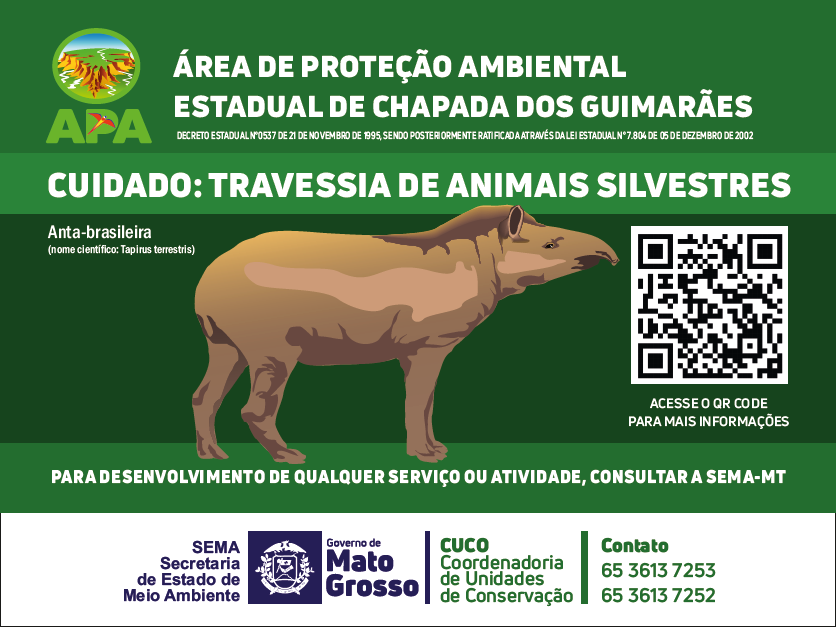 APA
ÁREA DE PROTEÇÃO AMBIENTAL
ESTADUAL DE CHAPADA DOS GUIMARÃES
DECRETO ESTADUAL N°0537 DE 21 DE NOVEMBRO DE 1995, SENDO POSTERIORMENTE RATIFICADA ATRAVÉS DA LEI ESTADUAL N° 7.804 DE 05 DE DEZEMBRO DE 2002
CUIDADO: TRAVESSIA DE ANIMAIS SILVESTRES
Anta-brasileira
(nome científico: Tapirus terrestris)
ACESSE O QR CODE
PARA MAIS INFORMAÇÕES
PARA DESENVOLVIMENTO DE QUALQUER SERVIÇO OU ATIVIDADE, CONSULTAR A SEMA-MT
SEMA
Secretaria
de Estado de
Meio Ambiente
Governo de
Mato
Grosso
CUCO
Coordenadoria
de Unidades
de Conservação
Contato
65 3613 7253
65 3613 7252